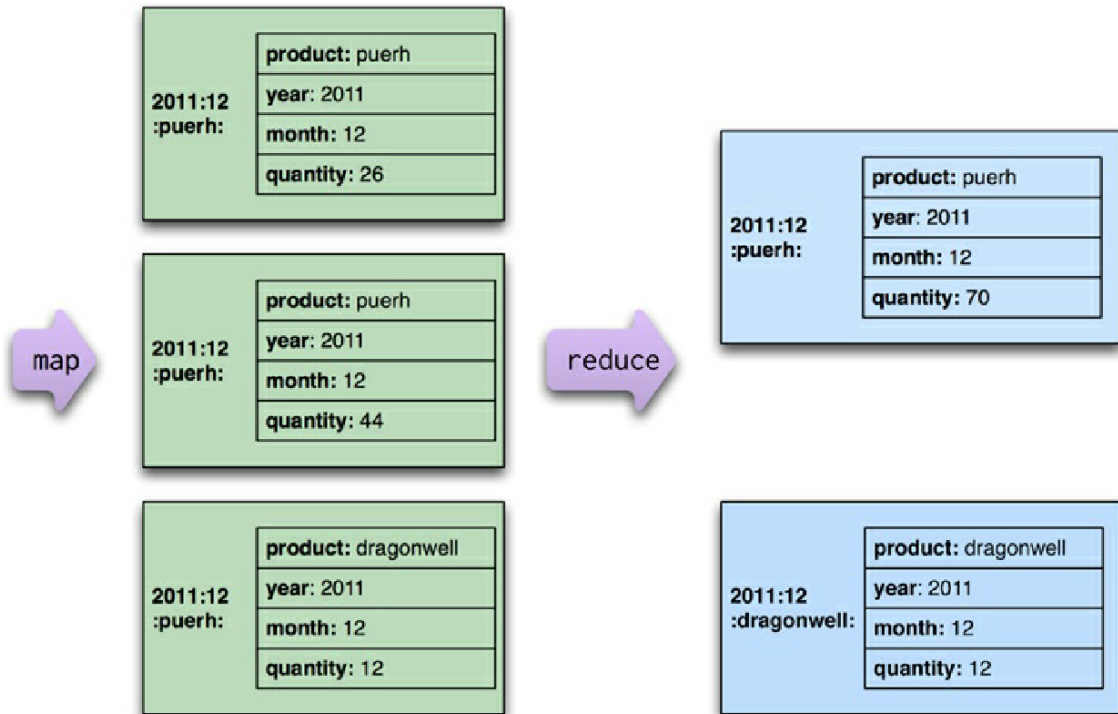 map
2011:12
:puerh:
product: puerh
year: 2011
month: 12
quantity: 26
2011:12
:puerh:
product: puerh
year: 2011
month: 12
quantity: 44
2011:12
:puerh:
product: dragonwell
year: 2011
month: 12
quantity: 12
reduce
2011:12
:puerh:
product: puerh
year: 2011
month: 12
quantity: 70
2011:12
:dragonwell:
product: dragonwell
year: 2011
month: 12
quantity: 12